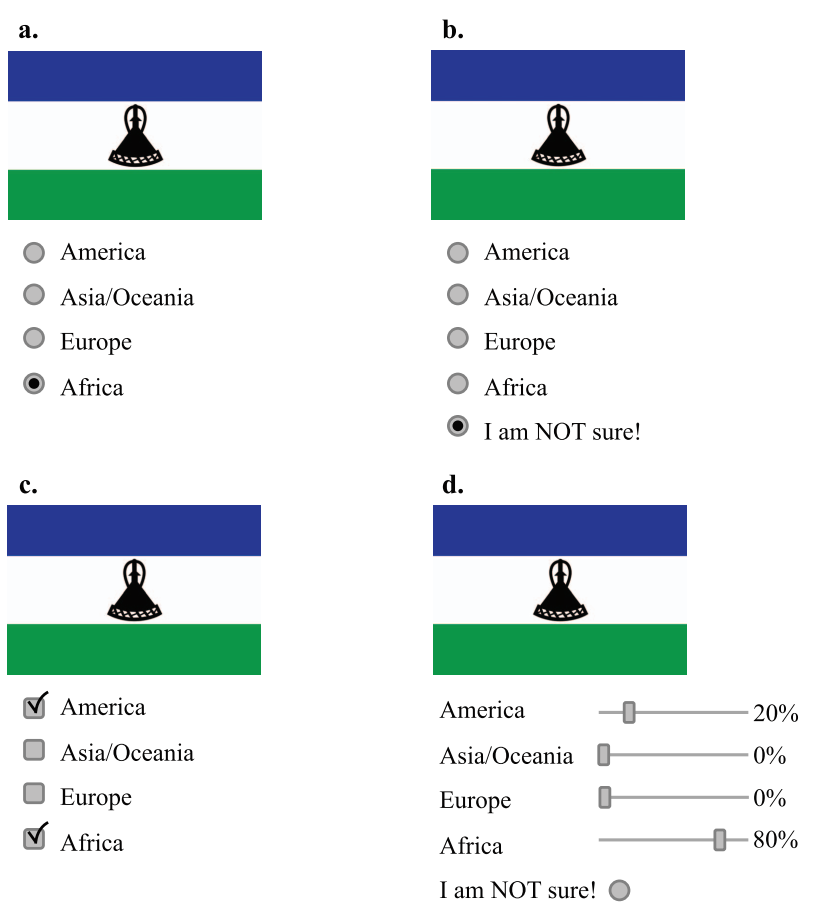 a.
America
Asia/Oceania
Europe
Africa
b.
America
Asia/Oceania
Europe
Africa
I am NOT sure!
c.
America
Asia/Oceania
Europe
Africa
d.
America 20%
Asia/Oceania 0%
Europe 0%
Africa 80%
I am NOT sure!